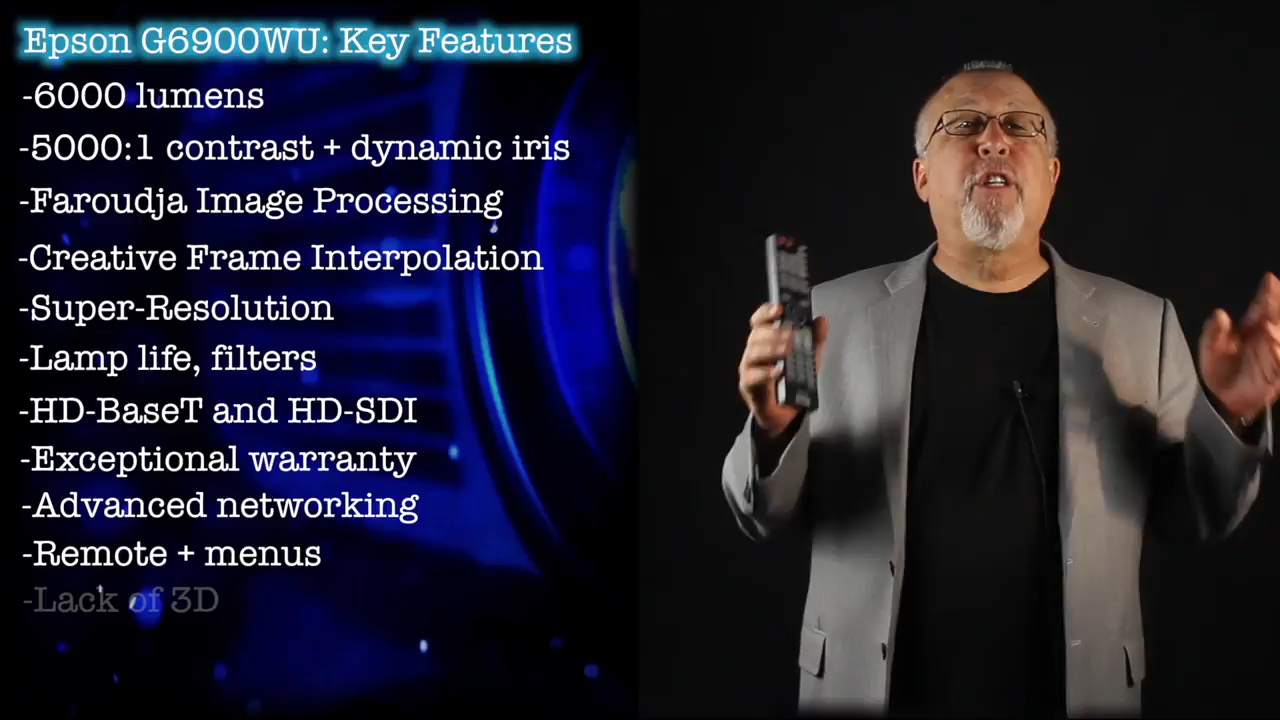 Epson G6900WU: Key Features
-6000 lumens
-5000:1 contrast + dynamic iris
-Faroudja Image Processing
-Creative Frame Interpolation
-Super-Resolution
-Lamp life, filters
-HD-BaseT and HD-SDI
-Exceptional warranty
-Advanced networking
-Remote + menus
-Lack of 3D